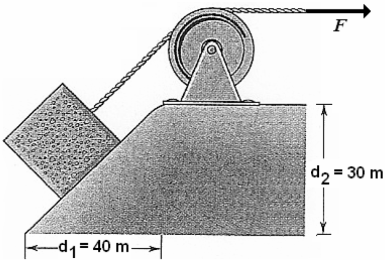 F
d₂ = 30 m
d₁ = 40 m